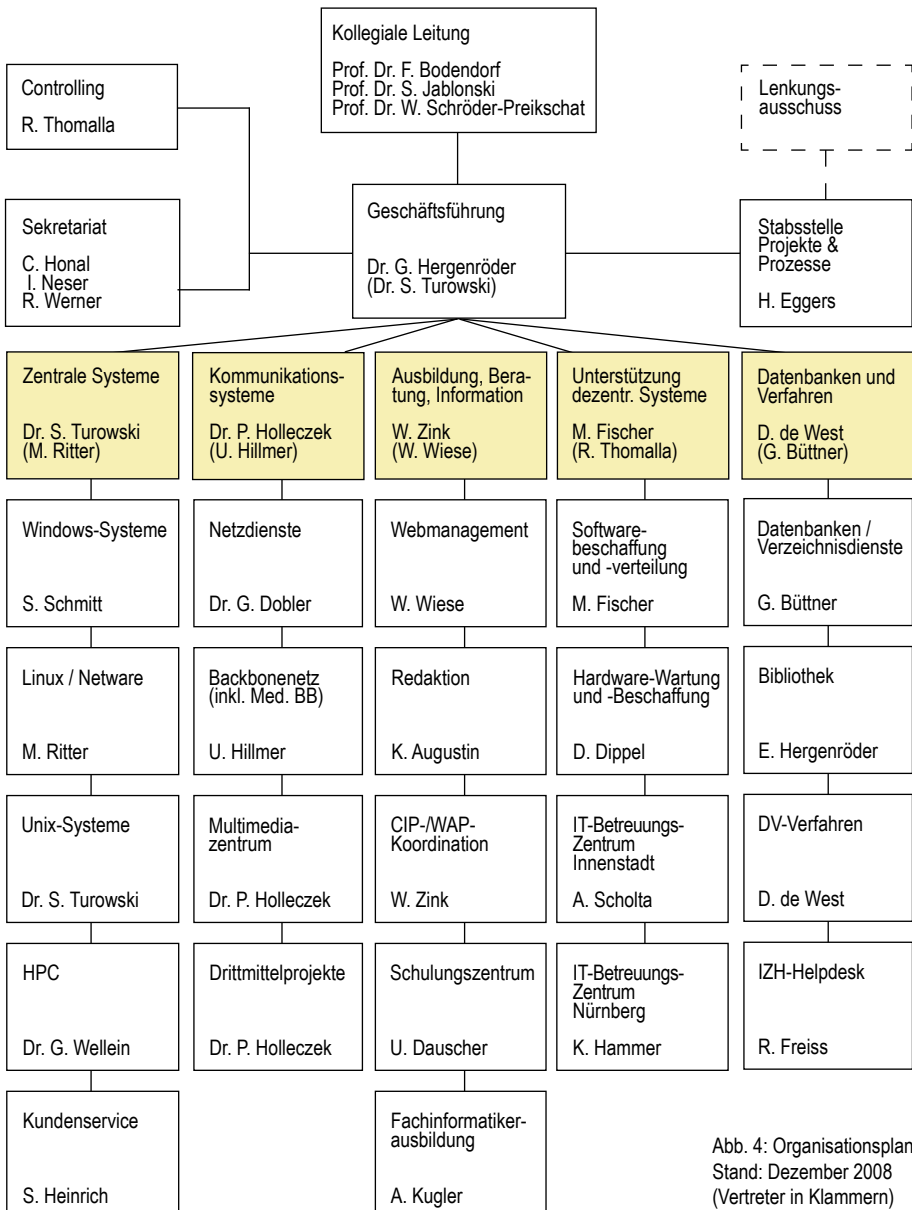 Kollegiale Leitung
Prof. Dr. F. Bodendorf
Prof. Dr. S. Jablonski
Prof. Dr. W. Schröder-Preikschat
Controlling
R. Thomalla
Lenkungs-
ausschuss
Sekretariat
C. Honal
I. Neser
R. Werner
Geschäftsführung
Dr. G. Hergenröder
(Dr. S. Turowski)
Stabsstelle
Projekte &
Prozesse
H. Eggers
Zentrale Systeme
Dr. S. Turowski
(M. Ritter)
Kommunikations-
systeme
Dr. P. Holleczek
(U. Hillmer)
Ausbildung, Bera-
tung, Information
W. Zink
(W. Wiese)
Unterstützung
dezentr. Systeme
M. Fischer
(R. Thomalla)
Datenbanken und
Verfahren
D. de West
(G. Büttner)
Windows-Systeme
S. Schmitt
Netzdienste
Dr. G. Dobler
Webmanagement
W. Wiese
Software-
beschaffung
und -verteilung
M. Fischer
Datenbanken /
Verzeichnisdienste
G. Büttner
Linux / Netware
M. Ritter
Backbonenetz
(inkl. Med. BB)
U. Hillmer
Redaktion
K. Augustin
Hardware-Wartung
und -Beschaffung
D. Dippel
Bibliothek
E. Hergenröder
Unix-Systeme
Dr. S. Turowski
Multimedia-
zentrum
Dr. P. Holleczek
CIP-/WAP-
Koordination
W. Zink
IT-Betreuungs-
Zentrum
Innenstadt
A. Scholta
DV-Verfahren
D. de West
HPC
Dr. G. Wellein
Drittmittelprojekte
Dr. P. Holleczek
Schulungszentrum
U. Dauscher
IT-Betreuungs-
Zentrum
Nürnberg
K. Hammer
IZH-Helpdesk
R. Freiss
Kundenservice
S. Heinrich
Fachinformatiker-
ausbildung
A. Kugler
Abb. 4: Organisationsplan
Stand: Dezember 2008
(Vertreter in Klammern)